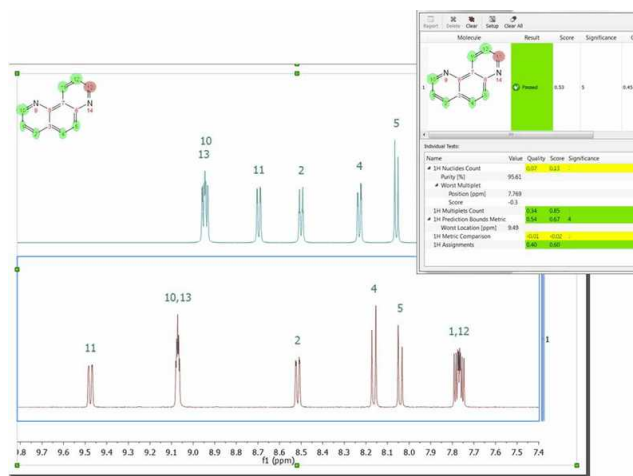 Report Delete Clear Setup Clear All
Molecule Result Score Significance
1 Passed 0.53 5 0.45
N N
14
Individual Tests:
Name Value Quality Score Significance
1H Nuclides Count 0.07 0.13
Purity [%] 95.81
Worst Multiplet
Position [ppm] 7.769
Score -0.3
1H Multiplets Count 0.34 0.85
1H Prediction Bounds Metric 0.54 0.67 4
Worst Location [ppm] 9.49
1H Metric Comparison -0.01 -0.02
1H Assignments 0.40 0.60
N N
14
10
13
11
2
4
5
11
10,13
2
4
5
1,12
1
9.8 9.7 9.6 9.5 9.4 9.3 9.2 9.1 9.0 8.9 8.8 8.7 8.6 8.5 8.4 8.3 8.2 8.1 8.0 7.9 7.8 7.7 7.6 7.5 7.4
f1 (ppm)